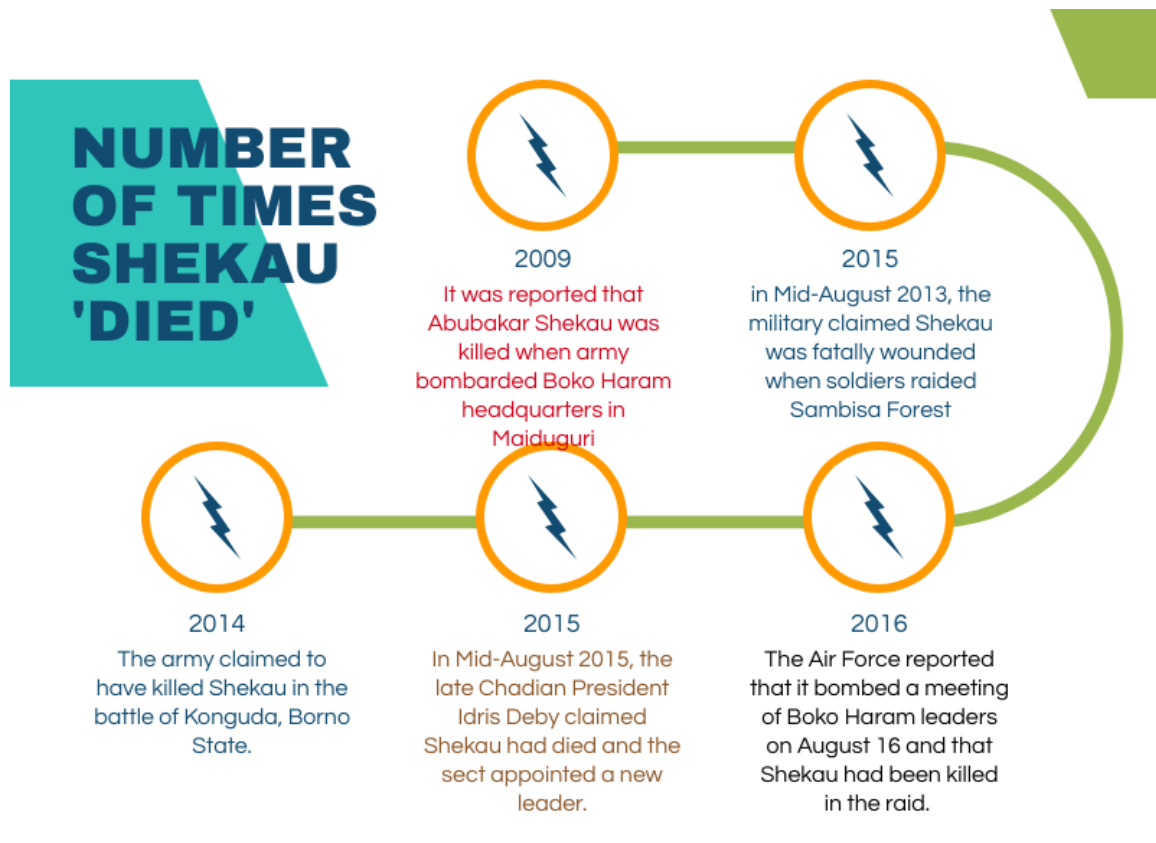 NUMBER
OF TIMES
SHEKAU
'DIED'
2009
It was reported that
Abubakar Shekau was
killed when army
bombarded Boko Haram
headquarters in
Maiduguri
2015
in Mid-August 2013, the
military claimed Shekau
was fatally wounded
when soldiers raided
Sambisa Forest
2014
The army claimed to
have killed Shekau in the
battle of Konguda, Borno
State.
2015
In Mid-August 2015, the
late Chadian President
Idris Deby claimed
Shekau had died and the
sect appointed a new
leader.
2016
The Air Force reported
that it bombed a meeting
of Boko Haram leaders
on August 16 and that
Shekau had been killed
in the raid.